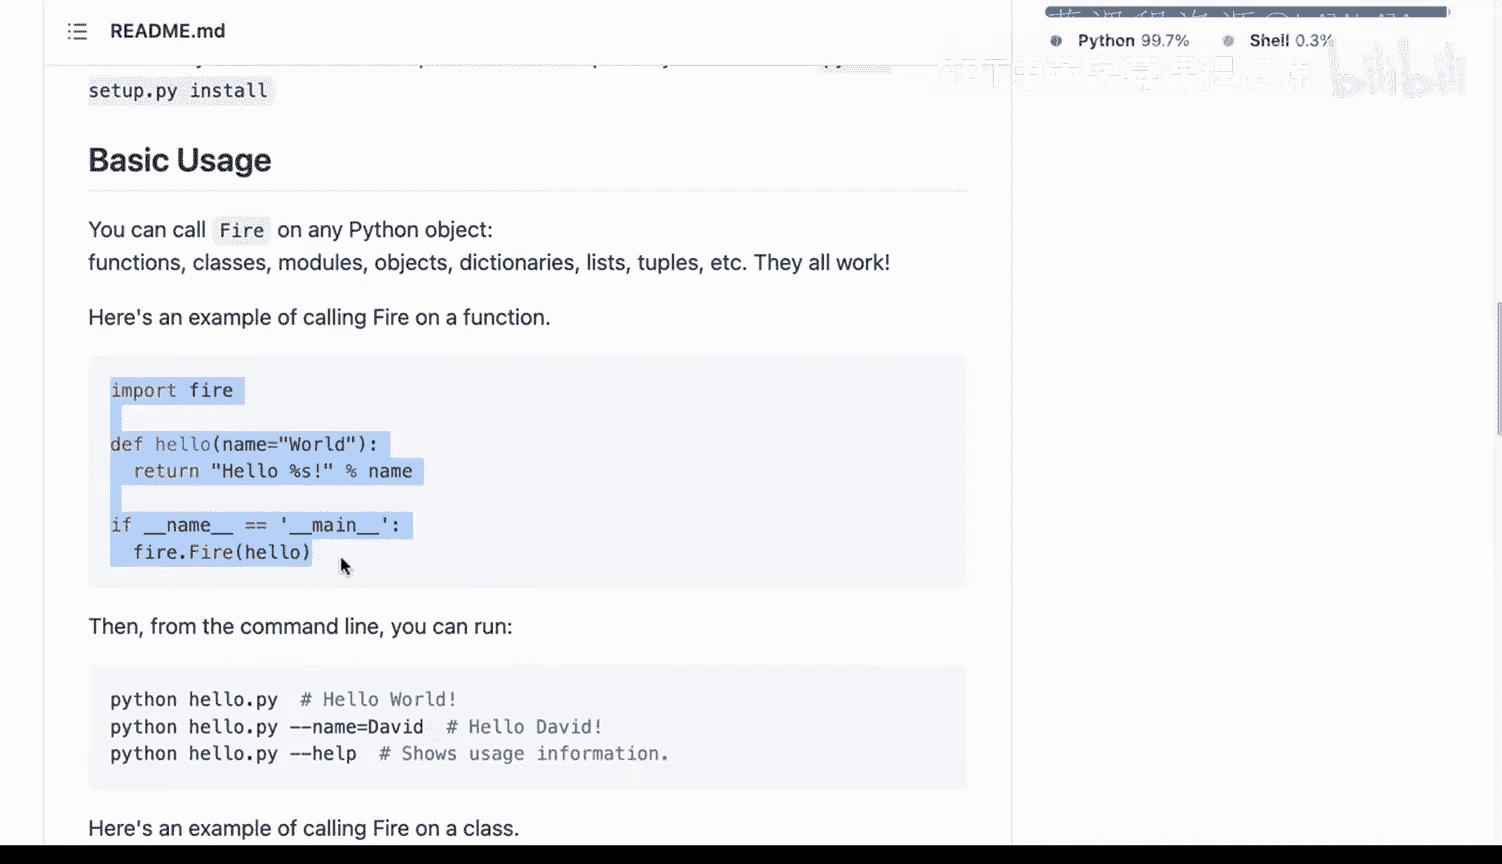 README.md
Python 99.7% Shell 0.3%
setup.py install
bilibili
Basic Usage
You can call Fire on any Python object:
functions, classes, modules, objects, dictionaries, lists, tuples, etc. They all work!
Here's an example of calling Fire on a function.
import fire
def hello(name="World"):
return "Hello %s!" % name
if __name__ == '__main__':
fire.Fire(hello)
Then, from the command line, you can run:
python hello.py # Hello World!
python hello.py --name=David # Hello David!
python hello.py --help # Shows usage information.
Here's an example of calling Fire on a class.